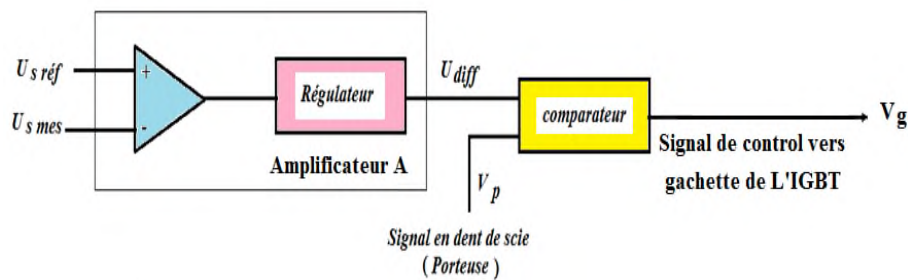 U s réf
+
U s mes
-
Régulateur
Amplificateur A
U diff
comparateur
V p
Signal en dent de scie
( Porteuse )
V g
Signal de control vers
gachette de L'IGBT